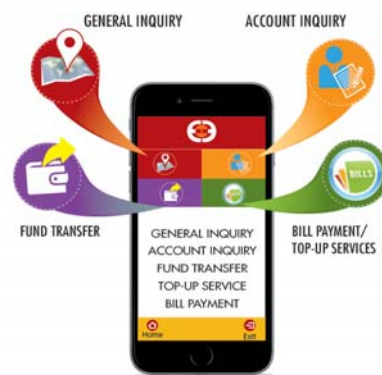 GENERAL INQUIRY
ACCOUNT INQUIRY
BILLS
FUND TRANSFER
BILL PAYMENT/
TOP-UP SERVICES
GENERAL INQUIRY
ACCOUNT INQUIRY
FUND TRANSFER
TOP-UP SERVICE
BILL PAYMENT
Home
Exit